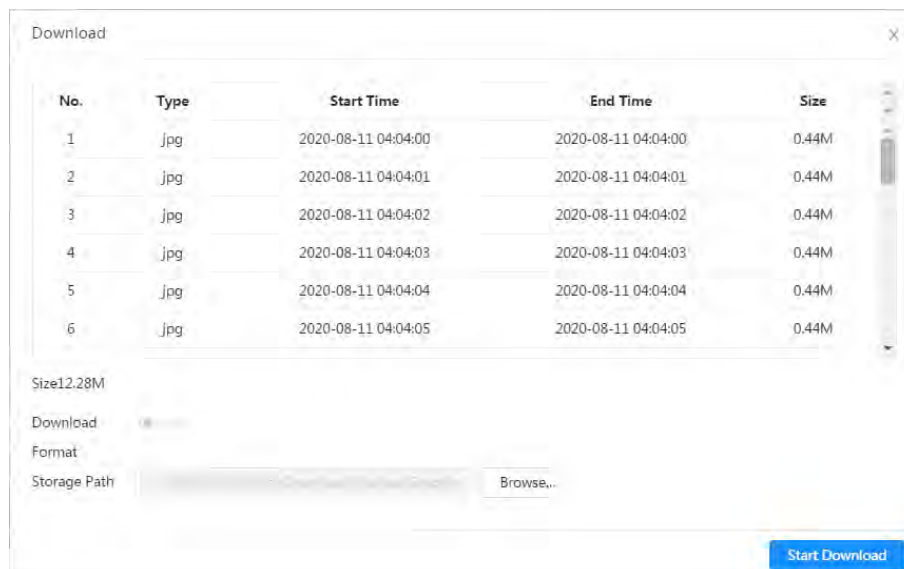 Download X
No. Type Start Time End Time Size
1 jpg 2020-08-11 04:04:00 2020-08-11 04:04:00 0.44M
2 jpg 2020-08-11 04:04:01 2020-08-11 04:04:01 0.44M
3 jpg 2020-08-11 04:04:02 2020-08-11 04:04:02 0.44M
4 jpg 2020-08-11 04:04:03 2020-08-11 04:04:03 0.44M
5 jpg 2020-08-11 04:04:04 2020-08-11 04:04:04 0.44M
6 jpg 2020-08-11 04:04:05 2020-08-11 04:04:05 0.44M
Size12.28M
Download
Format
Storage Path Browse...
Start Download